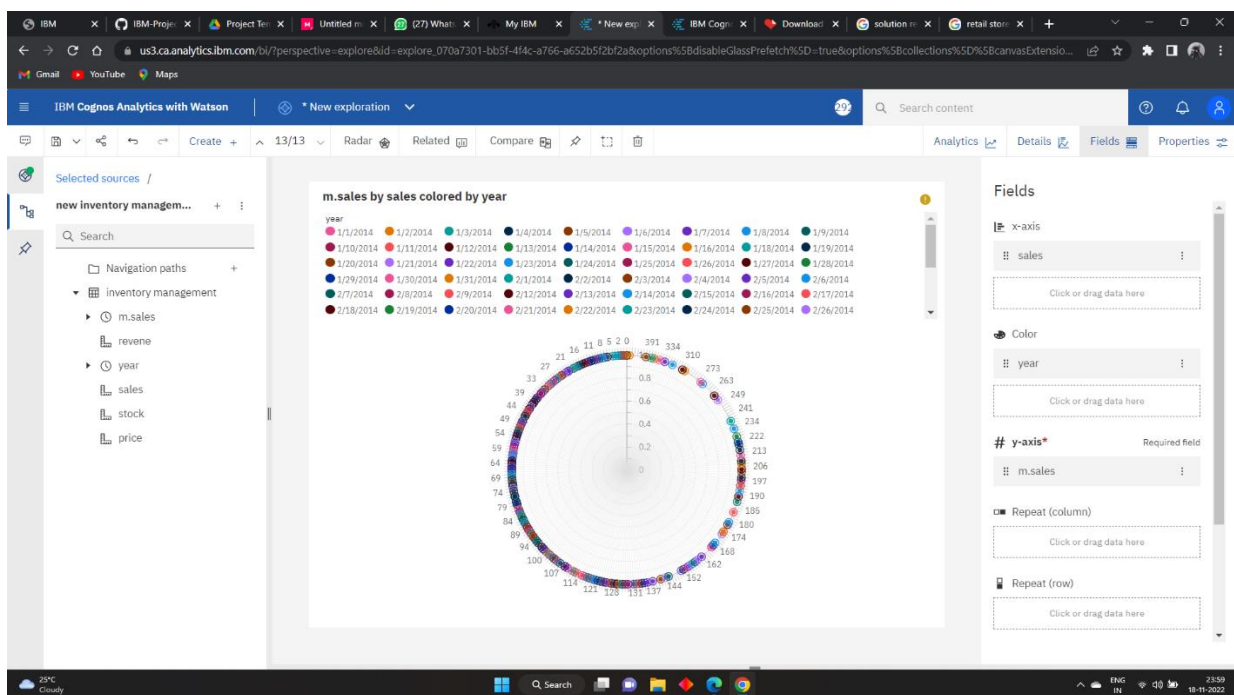 IBM
IBM-Projec
Project Ten
Untitled m
(27) Whats
My IBM
* New expl
IBM Cogn
Download
solution re
retail store
us3.ca.analytics.ibm.com/bi/?perspective=explore&id=explore_070a7301-bb5f-4f4c-a766-a652b5f2bf2a&options%5BdisableGlassPrefetch%5D=true&options%5Bcollections%5D%5BcanvasExtensio...
Gmail YouTube Maps
IBM Cognos Analytics with Watson
* New exploration
292
Search content
Create + 13/13 Radar Related Compare
Analytics Details Fields Properties
Selected sources /
new inventory managem...
Search
Navigation paths
inventory management
m.sales
revene
year
sales
stock
price
m.sales by sales colored by year
year
1/1/2014 1/2/2014 1/3/2014 1/4/2014 1/5/2014 1/6/2014 1/7/2014 1/8/2014 1/9/2014
1/10/2014 1/11/2014 1/12/2014 1/13/2014 1/14/2014 1/15/2014 1/16/2014 1/18/2014 1/19/2014
1/20/2014 1/21/2014 1/22/2014 1/23/2014 1/24/2014 1/25/2014 1/26/2014 1/27/2014 1/28/2014
1/29/2014 1/30/2014 1/31/2014 2/1/2014 2/2/2014 2/3/2014 2/4/2014 2/5/2014 2/6/2014
2/7/2014 2/8/2014 2/9/2014 2/12/2014 2/13/2014 2/14/2014 2/15/2014 2/16/2014 2/17/2014
2/18/2014 2/19/2014 2/20/2014 2/21/2014 2/22/2014 2/23/2014 2/24/2014 2/25/2014 2/26/2014
0 391 334 310 273 263 249 241 234 222 213 206 197 190 185 180 174 168 162 152 144 137 131 128 121 114 107 100 94 89 84 79 74 69 64 59 54 49 44 39 33 27 21 16 11 8 5 2
0.8
0.6
0.4
0.2
0
Fields
x-axis
sales
Click or drag data here
Color
year
Click or drag data here
# y-axis* Required field
m.sales
Repeat (column)
Click or drag data here
Repeat (row)
Click or drag data here
25°C
Cloudy
Search
ENG
IN
23:59
18-11-2022